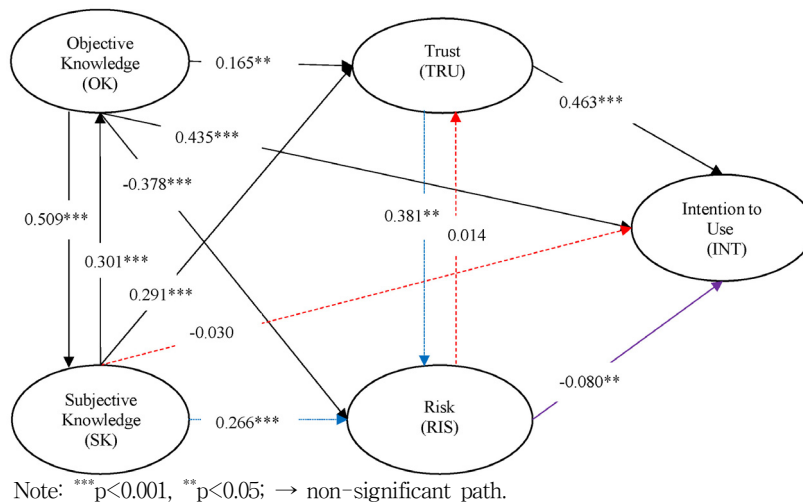 Objective
Knowledge
(OK)
0.165**
Trust
(TRU)
0.463***
0.435***
-0.378***
0.509***
0.381**
0.014
Intention to
Use
(INT)
0.301***
0.291***
-0.030
Subjective
Knowledge
(SK)
0.266***
Risk
(RIS)
-0.080**
Note: ***p<0.001, **p<0.05; → non-significant path.